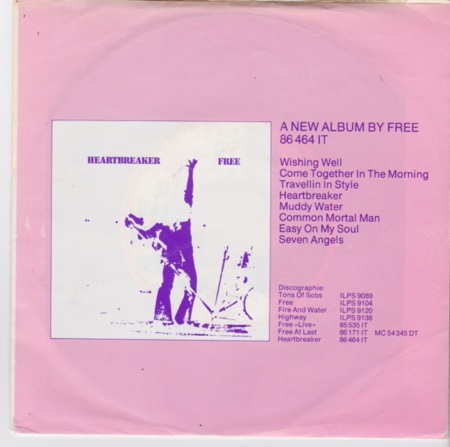 HEARTBREAKER FREE
A NEW ALBUM BY FREE
86 464 IT
Wishing Well
Come Together In The Morning
Travellin in Style
Heartbreaker
Muddy Water
Common Mortal Man
Easy On My Soul
Seven Angels
Discographie:
Tons Of Sobs ILPS 9089
Free ILPS 9104
Fire And Water ILPS 9120
Highway ILPS 9138
Free »Live« 85 535 IT
Free At Last 86 171 IT MC 54 345 DT
Heartbreaker 86 464 IT